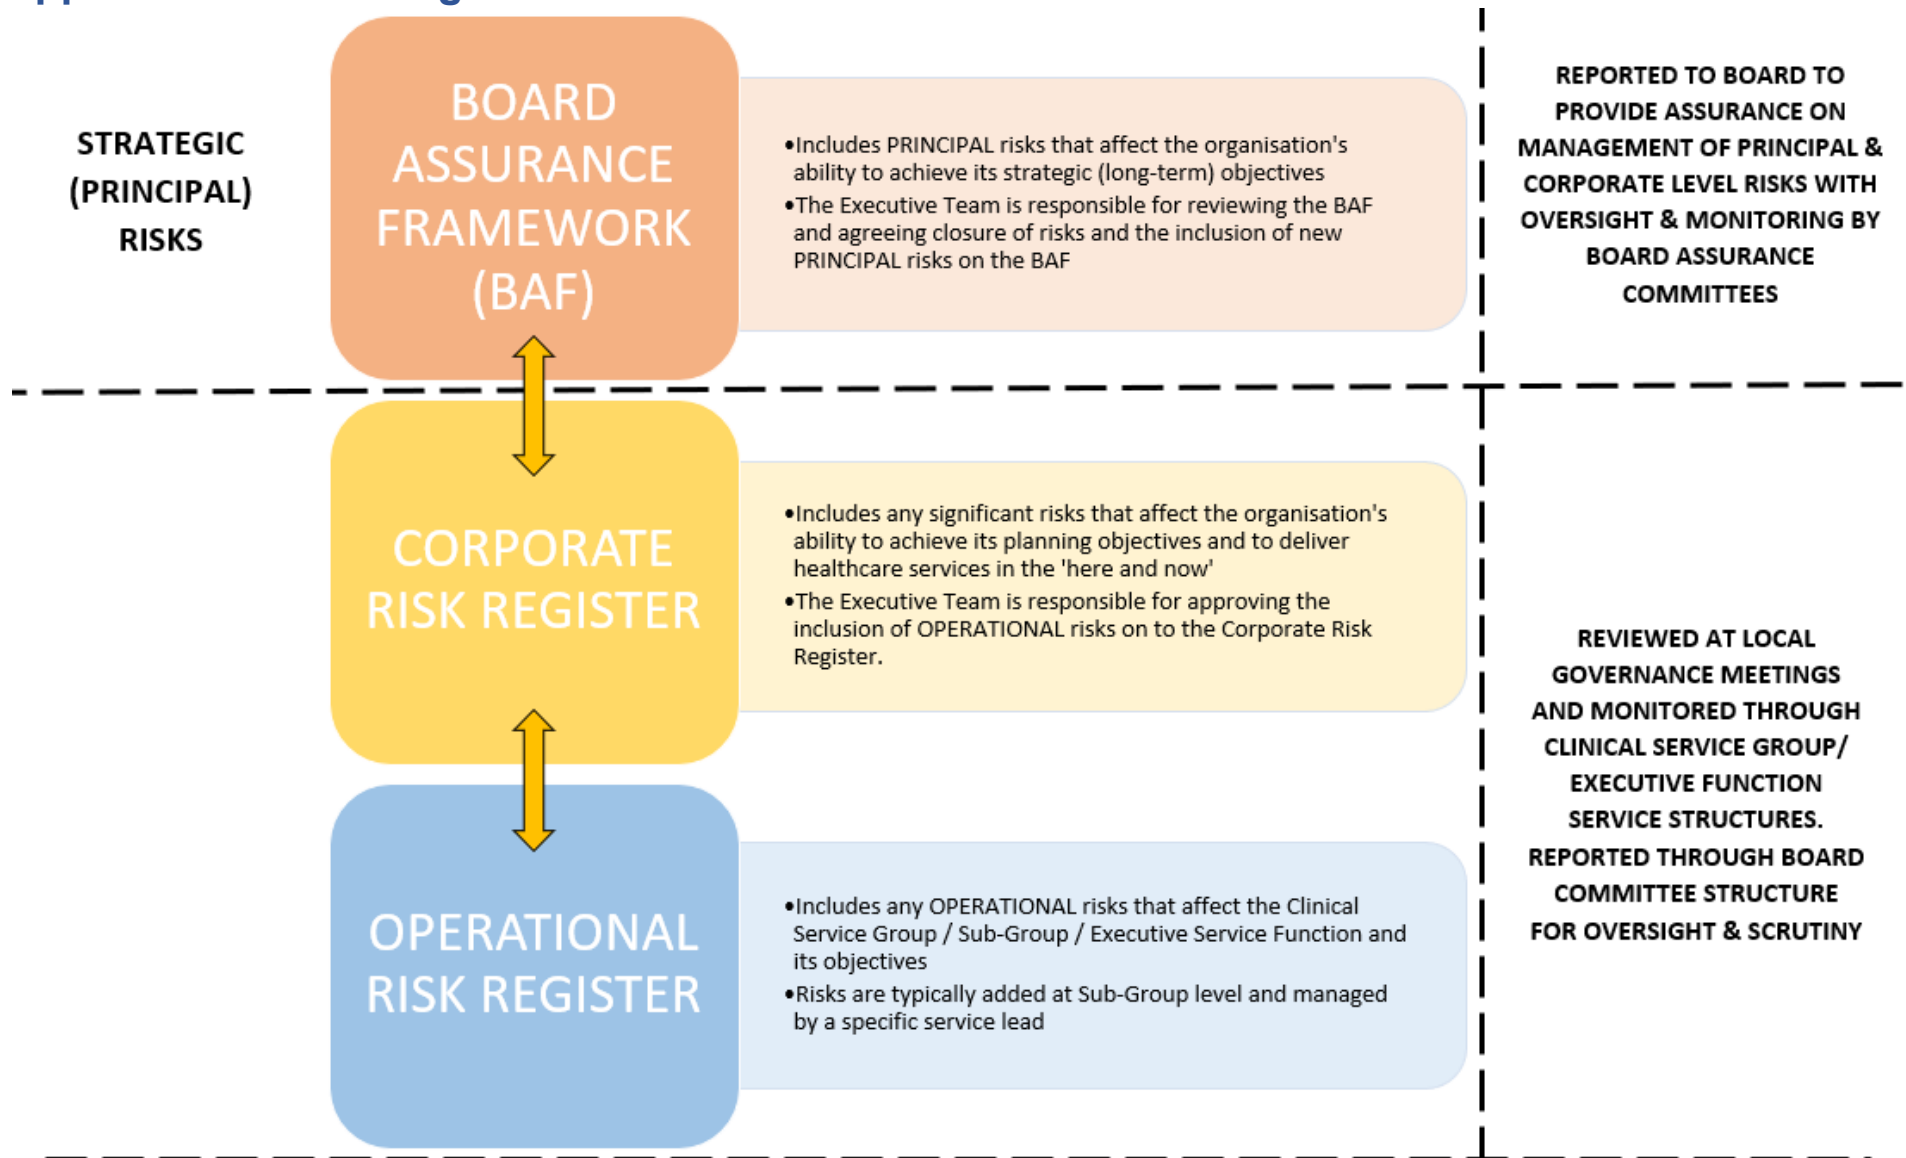 STRATEGIC
(PRINCIPAL)
RISKS
BOARD
ASSURANCE
FRAMEWORK
(BAF)
•Includes PRINCIPAL risks that affect the organisation's
ability to achieve its strategic (long-term) objectives
•The Executive Team is responsible for reviewing the BAF
and agreeing closure of risks and the inclusion of new
PRINCIPAL risks on the BAF
REPORTED TO BOARD TO
PROVIDE ASSURANCE ON
MANAGEMENT OF PRINCIPAL &
CORPORATE LEVEL RISKS WITH
OVERSIGHT & MONITORING BY
BOARD ASSURANCE
COMMITTEES
CORPORATE
RISK REGISTER
•Includes any significant risks that affect the organisation's
ability to achieve its planning objectives and to deliver
healthcare services in the 'here and now'
•The Executive Team is responsible for approving the
inclusion of OPERATIONAL risks on to the Corporate Risk
Register.
OPERATIONAL
RISK REGISTER
•Includes any OPERATIONAL risks that affect the Clinical
Service Group / Sub-Group / Executive Service Function and
its objectives
•Risks are typically added at Sub-Group level and managed
by a specific service lead
REVIEWED AT LOCAL
GOVERNANCE MEETINGS
AND MONITORED THROUGH
CLINICAL SERVICE GROUP/
EXECUTIVE FUNCTION
SERVICE STRUCTURES.
REPORTED THROUGH BOARD
COMMITTEE STRUCTURE
FOR OVERSIGHT & SCRUTINY